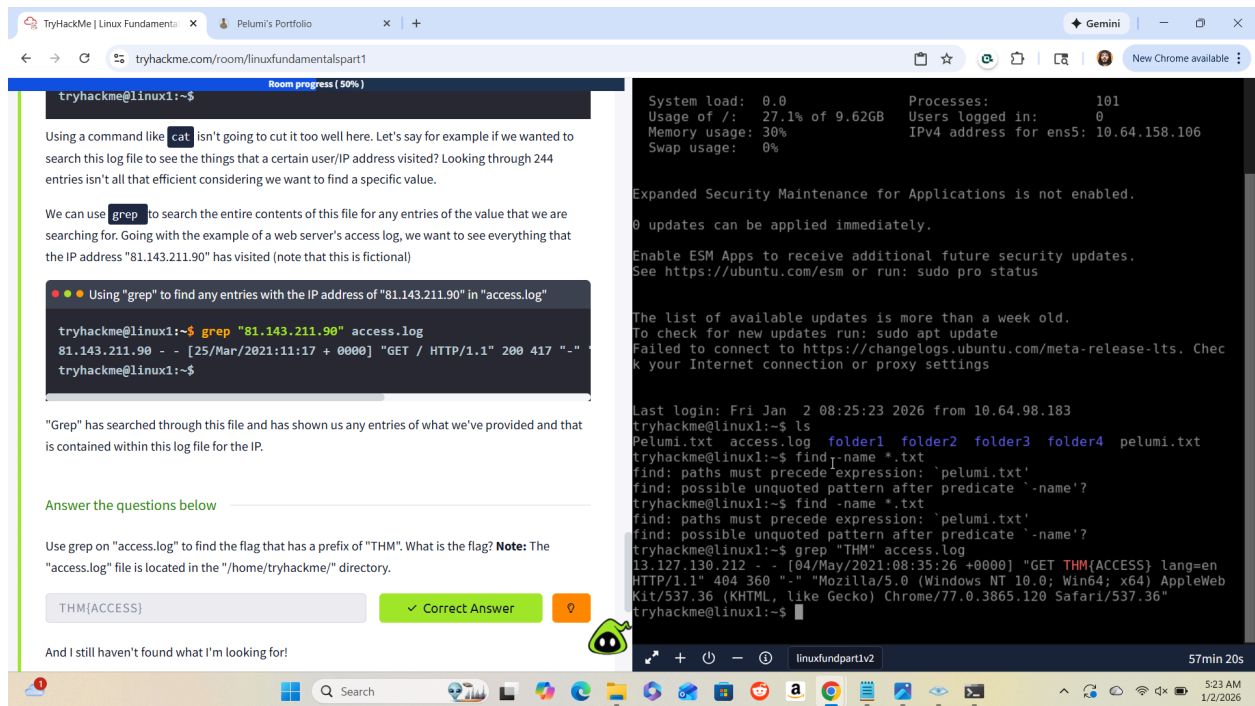 TryHackMe | Linux Fundamental
Pelumi's Portfolio
Gemini
tryhackme.com/room/linuxfundamentalspart1
New Chrome available
Room progress ( 50% )
tryhackme@linux1:~$
Using a command like cat isn't going to cut it too well here. Let's say for example if we wanted to
search this log file to see the things that a certain user/IP address visited? Looking through 244
entries isn't all that efficient considering we want to find a specific value.
We can use grep to search the entire contents of this file for any entries of the value that we are
searching for. Going with the example of a web server's access log, we want to see everything that
the IP address "81.143.211.90" has visited (note that this is fictional)
Using "grep" to find any entries with the IP address of "81.143.211.90" in "access.log"
tryhackme@linux1:~$ grep "81.143.211.90" access.log
81.143.211.90 - - [25/Mar/2021:11:17 + 0000] "GET / HTTP/1.1" 200 417 "-" "
tryhackme@linux1:~$
"Grep" has searched through this file and has shown us any entries of what we've provided and that
is contained within this log file for the IP.
Answer the questions below
Use grep on "access.log" to find the flag that has a prefix of "THM". What is the flag? Note: The
"access.log" file is located in the "/home/tryhackme/" directory.
THM{ACCESS}
Correct Answer
And I still haven't found what I'm looking for!
System load: 0.0 Processes: 101
Usage of /: 27.1% of 9.62GB Users logged in: 0
Memory usage: 30% IPv4 address for ens5: 10.64.158.106
Swap usage: 0%
Expanded Security Maintenance for Applications is not enabled.
0 updates can be applied immediately.
Enable ESM Apps to receive additional future security updates.
See https://ubuntu.com/esm or run: sudo pro status
The list of available updates is more than a week old.
To check for new updates run: sudo apt update
Failed to connect to https://changelogs.ubuntu.com/meta-release-lts. Chec
k your Internet connection or proxy settings
Last login: Fri Jan 2 08:25:23 2026 from 10.64.98.183
tryhackme@linux1:~$ ls
Pelumi.txt access.log folder1 folder2 folder3 folder4 pelumi.txt
tryhackme@linux1:~$ find -name *.txt
find: paths must precede expression: `pelumi.txt'
find: possible unquoted pattern after predicate `-name'?
tryhackme@linux1:~$ find -name *.txt
find: paths must precede expression: `pelumi.txt'
find: possible unquoted pattern after predicate `-name'?
tryhackme@linux1:~$ grep "THM" access.log
13.127.130.212 - - [04/May/2021:08:35:26 +0000] "GET THM{ACCESS} lang=en
HTTP/1.1" 404 360 "-" "Mozilla/5.0 (Windows NT 10.0; Win64; x64) AppleWeb
Kit/537.36 (KHTML, like Gecko) Chrome/77.0.3865.120 Safari/537.36"
tryhackme@linux1:~$
linuxfundpart1v2
57min 20s
1
Search
5:23 AM
1/2/2026